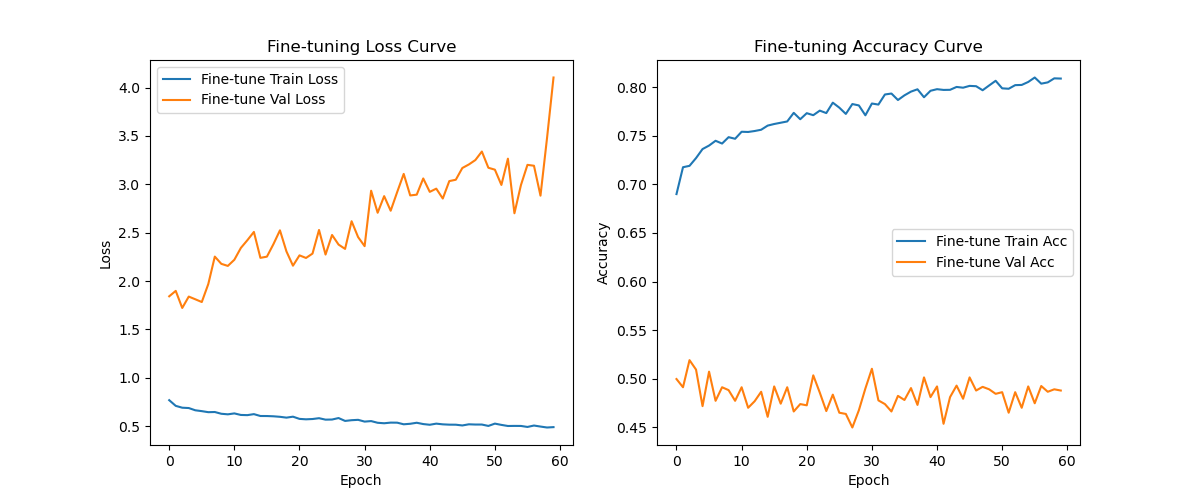 Fine-tuning Loss Curve
Fine-tune Train Loss
Fine-tune Val Loss
4.0
3.5
3.0
2.5
2.0
1.5
1.0
0.5
Loss
0 10 20 30 40 50 60
Epoch
Fine-tuning Accuracy Curve
0.80
0.75
0.70
0.65
0.60
0.55
0.50
0.45
Accuracy
Fine-tune Train Acc
Fine-tune Val Acc
0 10 20 30 40 50 60
Epoch